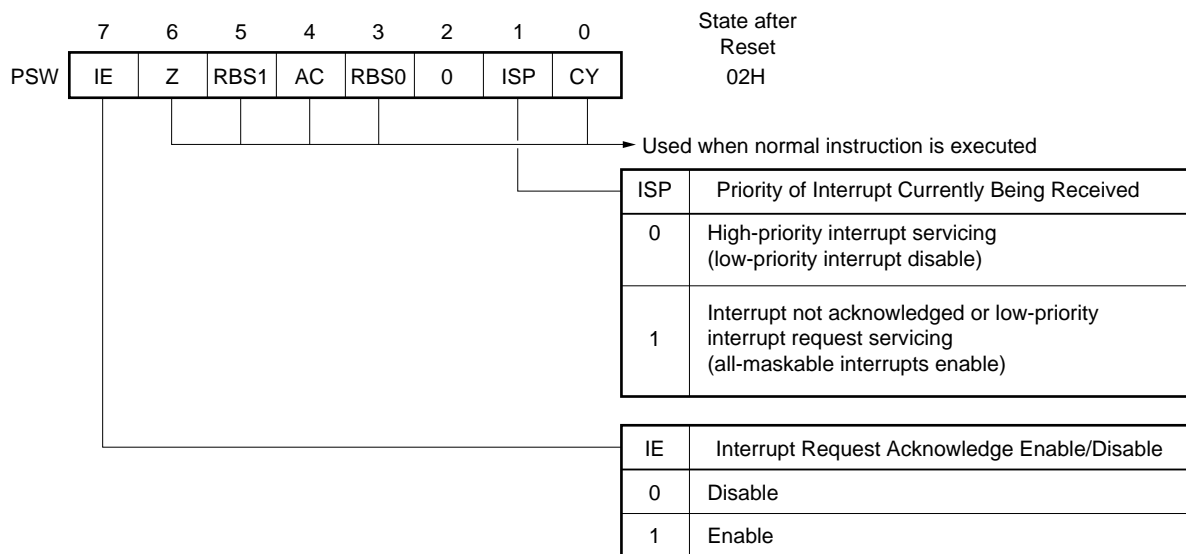 7 6 5 4 3 2 1 0
State after
Reset
PSW IE Z RBS1 AC RBS0 0 ISP CY 02H
Used when normal instruction is executed
ISP Priority of Interrupt Currently Being Received
0 High-priority interrupt servicing
(low-priority interrupt disable)
1 Interrupt not acknowledged or low-priority
interrupt request servicing
(all-maskable interrupts enable)
IE Interrupt Request Acknowledge Enable/Disable
0 Disable
1 Enable